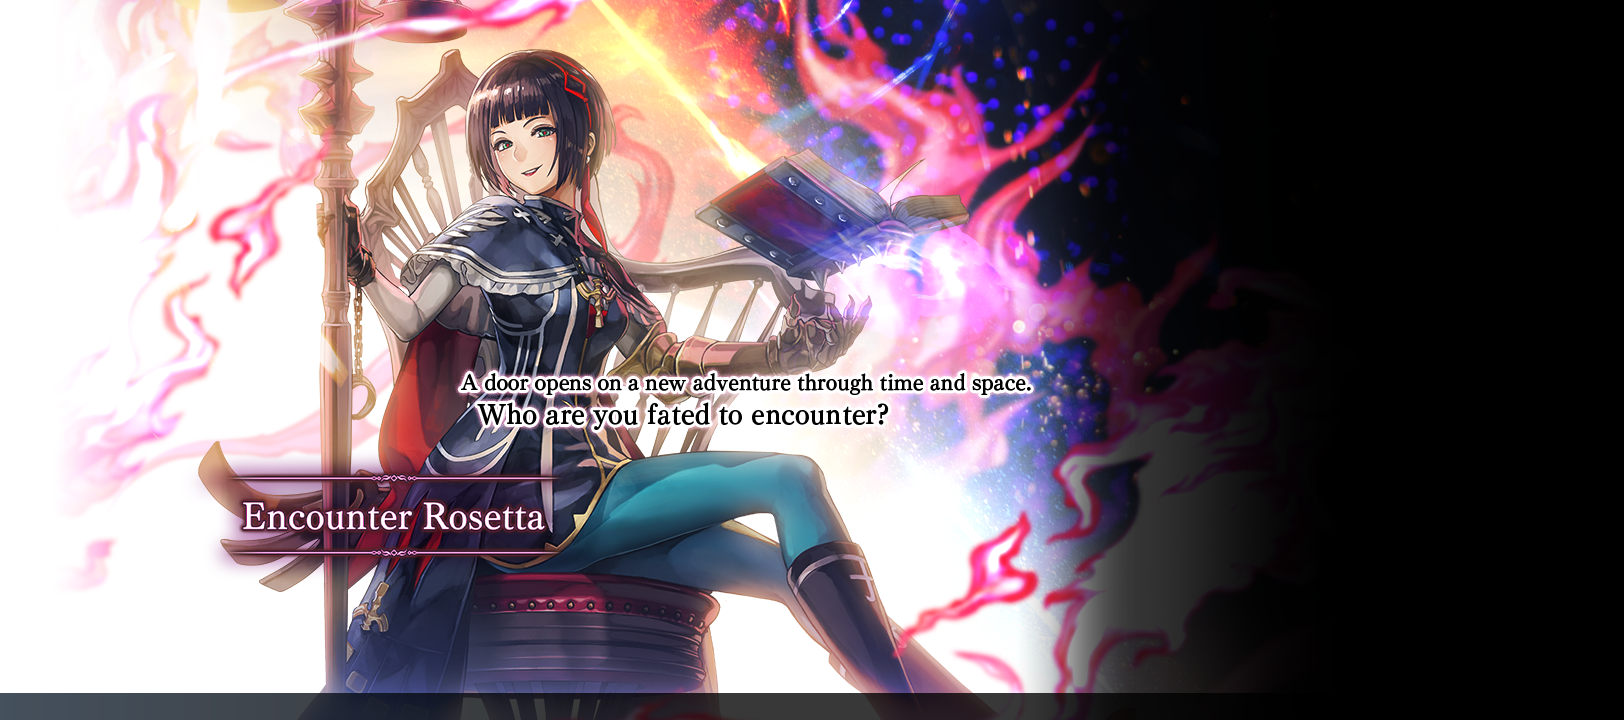 A door opens on a new adventure through time and space.
Who are you fated to encounter?
Encounter Rosetta